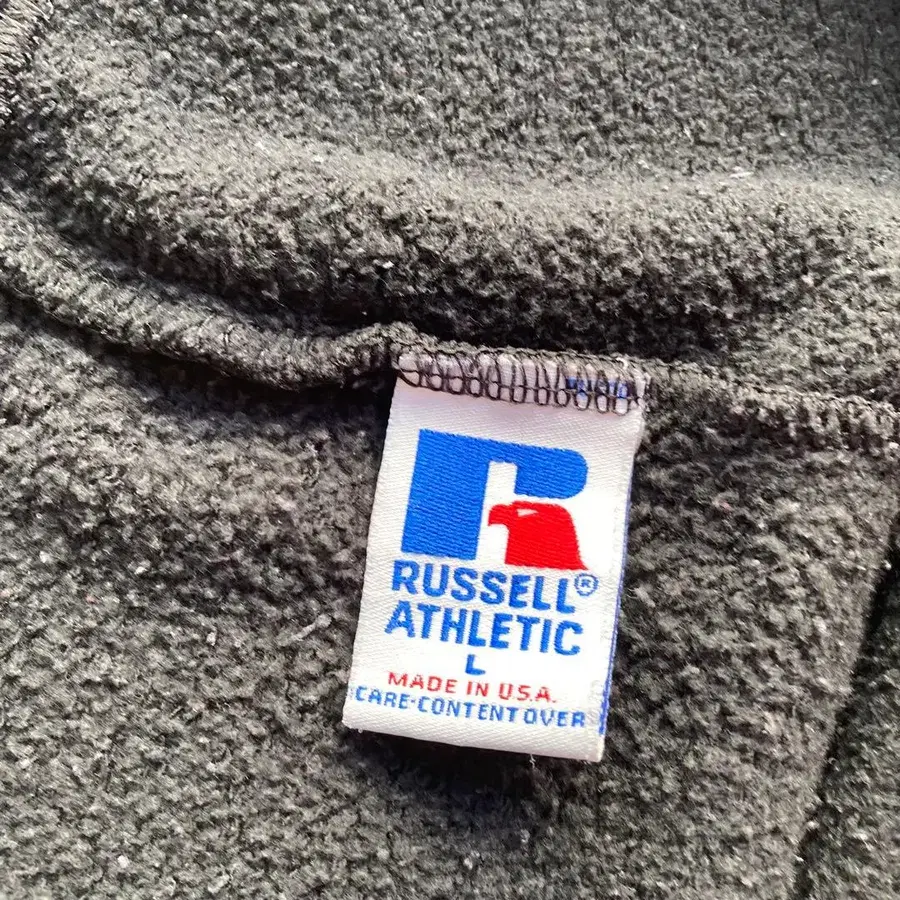 R
RUSSELL®
ATHLETIC
L
MADE IN U.S.A.
CARE-CONTENT OVER